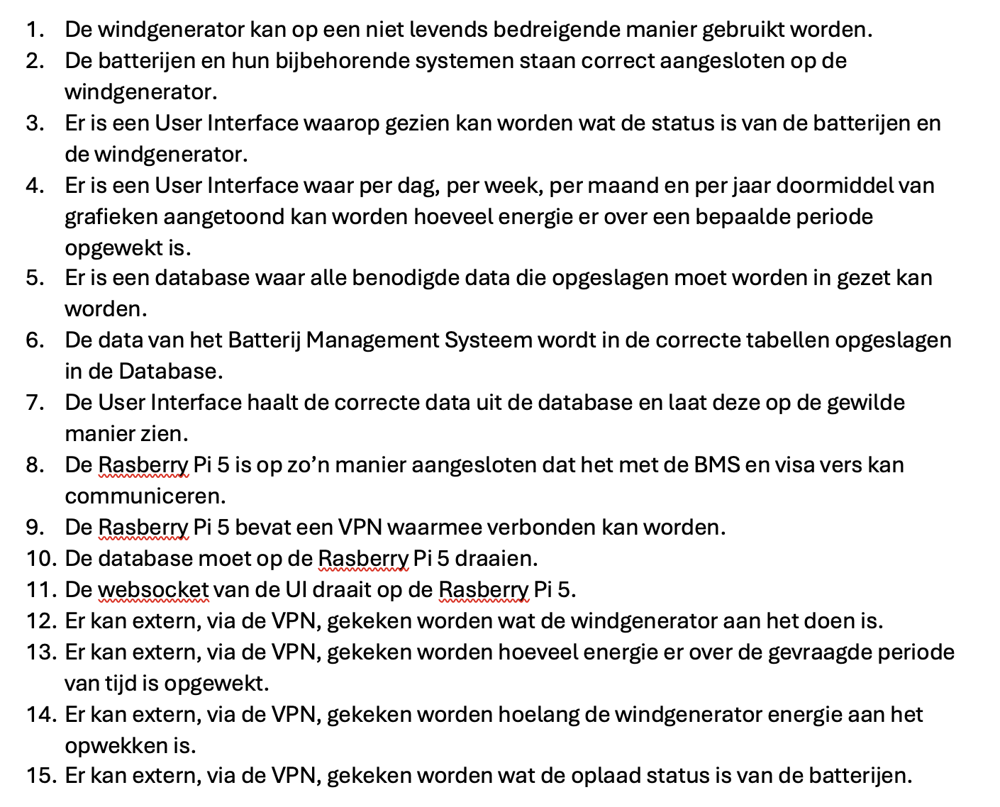 1. De windgenerator kan op een niet levends bedreigende manier gebruikt worden.
2. De batterijen en hun bijbehorende systemen staan correct aangesloten op de
windgenerator.
3. Er is een User Interface waarop gezien kan worden wat de status is van de batterijen en
de windgenerator.
4. Er is een User Interface waar per dag, per week, per maand en per jaar doormiddel van
grafieken aangetoond kan worden hoeveel energie er over een bepaalde periode
opgewekt is.
5. Er is een database waar alle benodigde data die opgeslagen moet worden in gezet kan
worden.
6. De data van het Batterij Management Systeem wordt in de correcte tabellen opgeslagen
in de Database.
7. De User Interface haalt de correcte data uit de database en laat deze op de gewilde
manier zien.
8. De Rasberry Pi 5 is op zo’n manier aangesloten dat het met de BMS en visa vers kan
communiceren.
9. De Rasberry Pi 5 bevat een VPN waarmee verbonden kan worden.
10. De database moet op de Rasberry Pi 5 draaien.
11. De websocket van de UI draait op de Rasberry Pi 5.
12. Er kan extern, via de VPN, gekeken worden wat de windgenerator aan het doen is.
13. Er kan extern, via de VPN, gekeken worden hoeveel energie er over de gevraagde periode
van tijd is opgewekt.
14. Er kan extern, via de VPN, gekeken worden hoelang de windgenerator energie aan het
opwekken is.
15. Er kan extern, via de VPN, gekeken worden wat de oplaad status is van de batterijen.